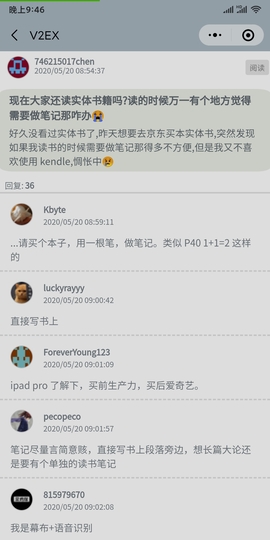 晚上9:46
V2EX
746215017chen
2020/05/20 08:54:37
阅读
现在大家还读实体书籍吗?读的时候万一有个地方觉得
需要做笔记那咋办😭
好久没看过实体书了,昨天想要去京东买本实体书,突然发现
如果我读书的时候需要做笔记那得多不方便,但是我又不喜
欢使用 kendle,惆怅中😢
回复: 36
Kbyte
2020/05/20 08:59:11
...请买个本子，用一根笔，做笔记。类似 P40 1+1=2 这样
的
luckyrayyy
2020/05/20 09:00:42
直接写书上
ForeverYoung123
2020/05/20 09:01:09
ipad pro 了解下，买前生产力，买后爱奇艺。
pecopeco
2020/05/20 09:01:57
笔记尽量言简意赅，直接写书上段落旁边，想长篇大论还
是要有个单独的读书笔记
815979670
2020/05/20 09:02:08
我是幕布+语音识别